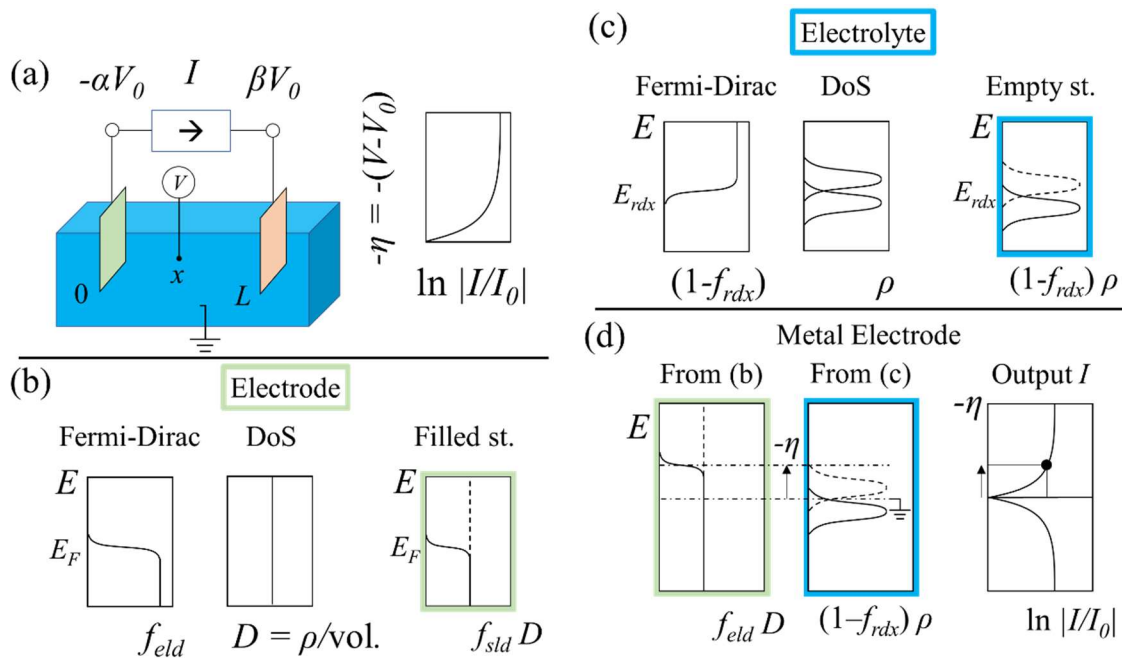 (a)
-αV0 I βV0
V
0 x L
-η = -(V-V0)
ln |I/I0|
(b)
Electrode
Fermi-Dirac DoS Filled st.
E E
EF EF
feld D = ρ/vol. fsld D
(c)
Electrolyte
Fermi-Dirac DoS Empty st.
E E
Erdx Erdx
(1-frdx) ρ (1-frdx) ρ
(d)
Metal Electrode
From (b) From (c) Output I
E -η -η
feld D (1–frdx) ρ ln |I/I0|